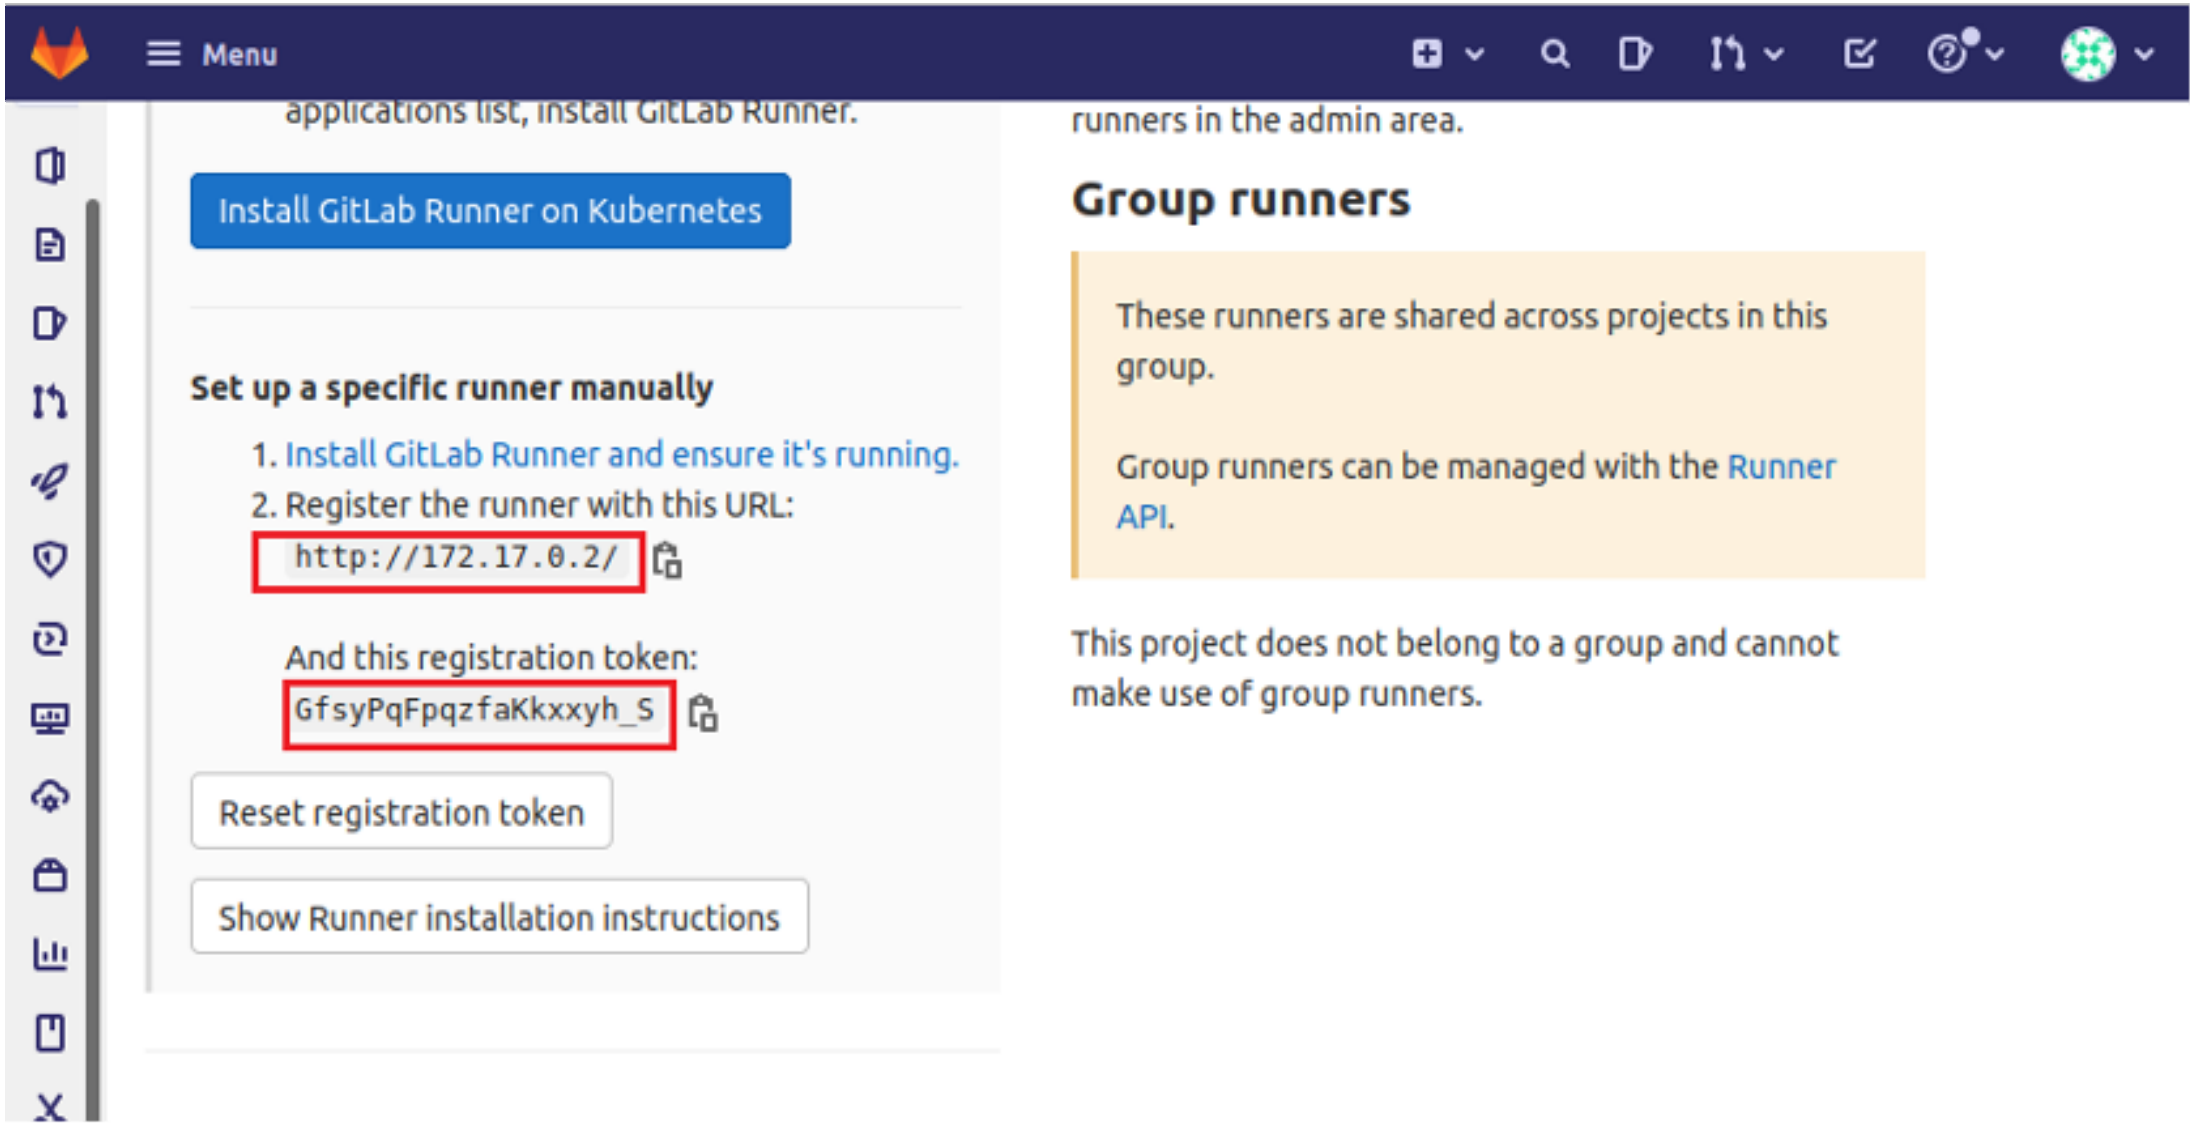 Menu
applications list, install GitLab Runner.
Install GitLab Runner on Kubernetes
Set up a specific runner manually
1. Install GitLab Runner and ensure it's running.
2. Register the runner with this URL:
http://172.17.0.2/
And this registration token:
GfsyPqFpqzfaKkxxyh_S
Reset registration token
Show Runner installation instructions
runners in the admin area.
Group runners
These runners are shared across projects in this
group.
Group runners can be managed with the Runner
API.
This project does not belong to a group and cannot
make use of group runners.